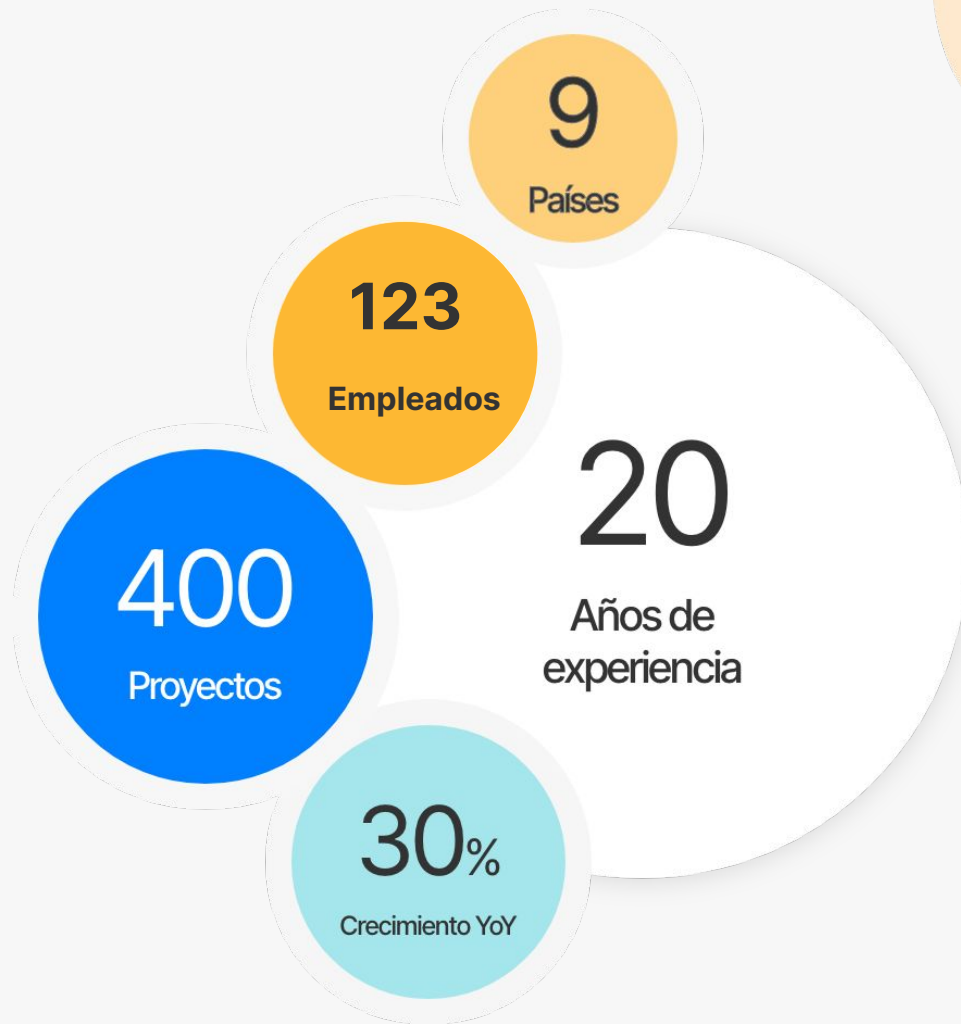 9
Países
123
Empleados
20
Años de
experiencia
400
Proyectos
30%
Crecimiento YoY